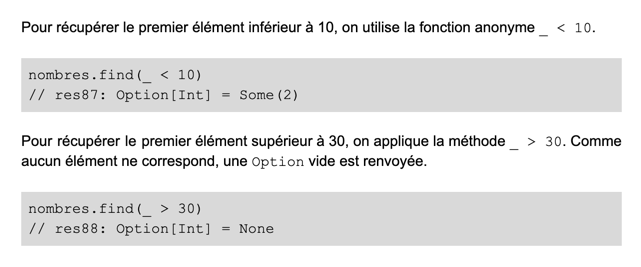 Pour récupérer le premier élément inférieur à 10, on utilise la fonction anonyme _ < 10.
nombres.find(_ < 10)
// res87: Option[Int] = Some(2)
Pour récupérer le premier élément supérieur à 30, on applique la méthode _ > 30. Comme
aucun élément ne correspond, une Option vide est renvoyée.
nombres.find(_ > 30)
// res88: Option[Int] = None